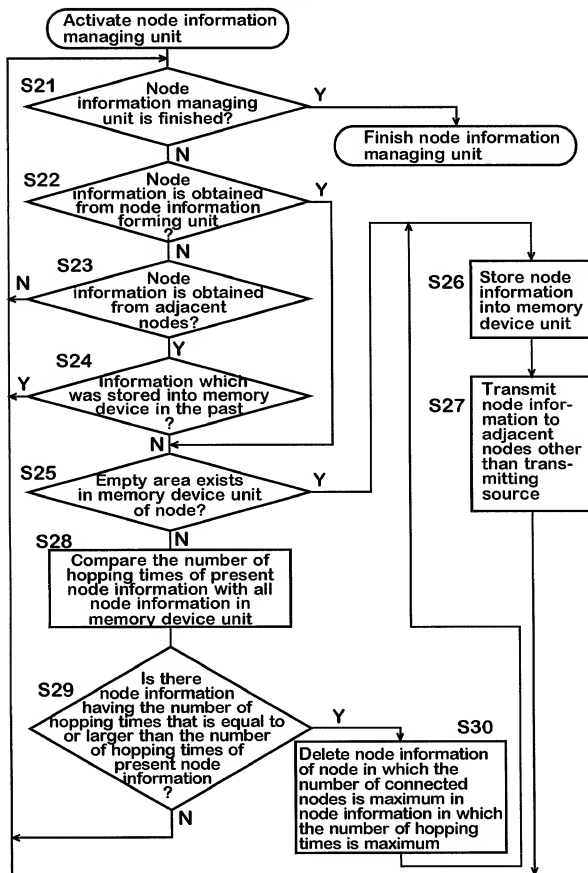 Activate node information
managing unit
S21
Node
information managing
unit is finished?
Y
Finish node information
managing unit
N
S22
Node
information is obtained
from node information
forming unit
?
Y
N
S23
Node
information is obtained
from adjacent
nodes?
N
Y
S24
Information which
was stored into memory
device in the past
?
Y
N
S25
Empty area exists
in memory device unit
of node?
Y
N
S26
Store node
information
into memory
device unit
S27
Transmit
node infor-
mation to
adjacent
nodes other
than trans-
mitting
source
S28
Compare the number of
hopping times of present
node information with all
node information in
memory device unit
S29
Is there
node information
having the number of
hopping times that is equal to
or larger than the number
of hopping times of
present node
information
?
Y
N
S30
Delete node information
of node in which the
number of connected
nodes is maximum in
node information in which
the number of hopping
times is maximum